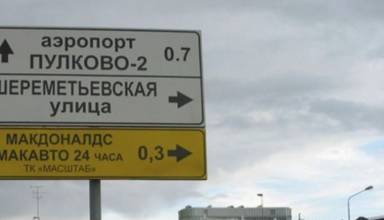 аэропорт
ПУЛКОВО-2 0.7
ШЕРЕМЕТЬЕВСКАЯ
улица
МАКДОНАЛДС
МАКАВТО 24 ЧАСА 0,3
ТК «МАСШТАБ»